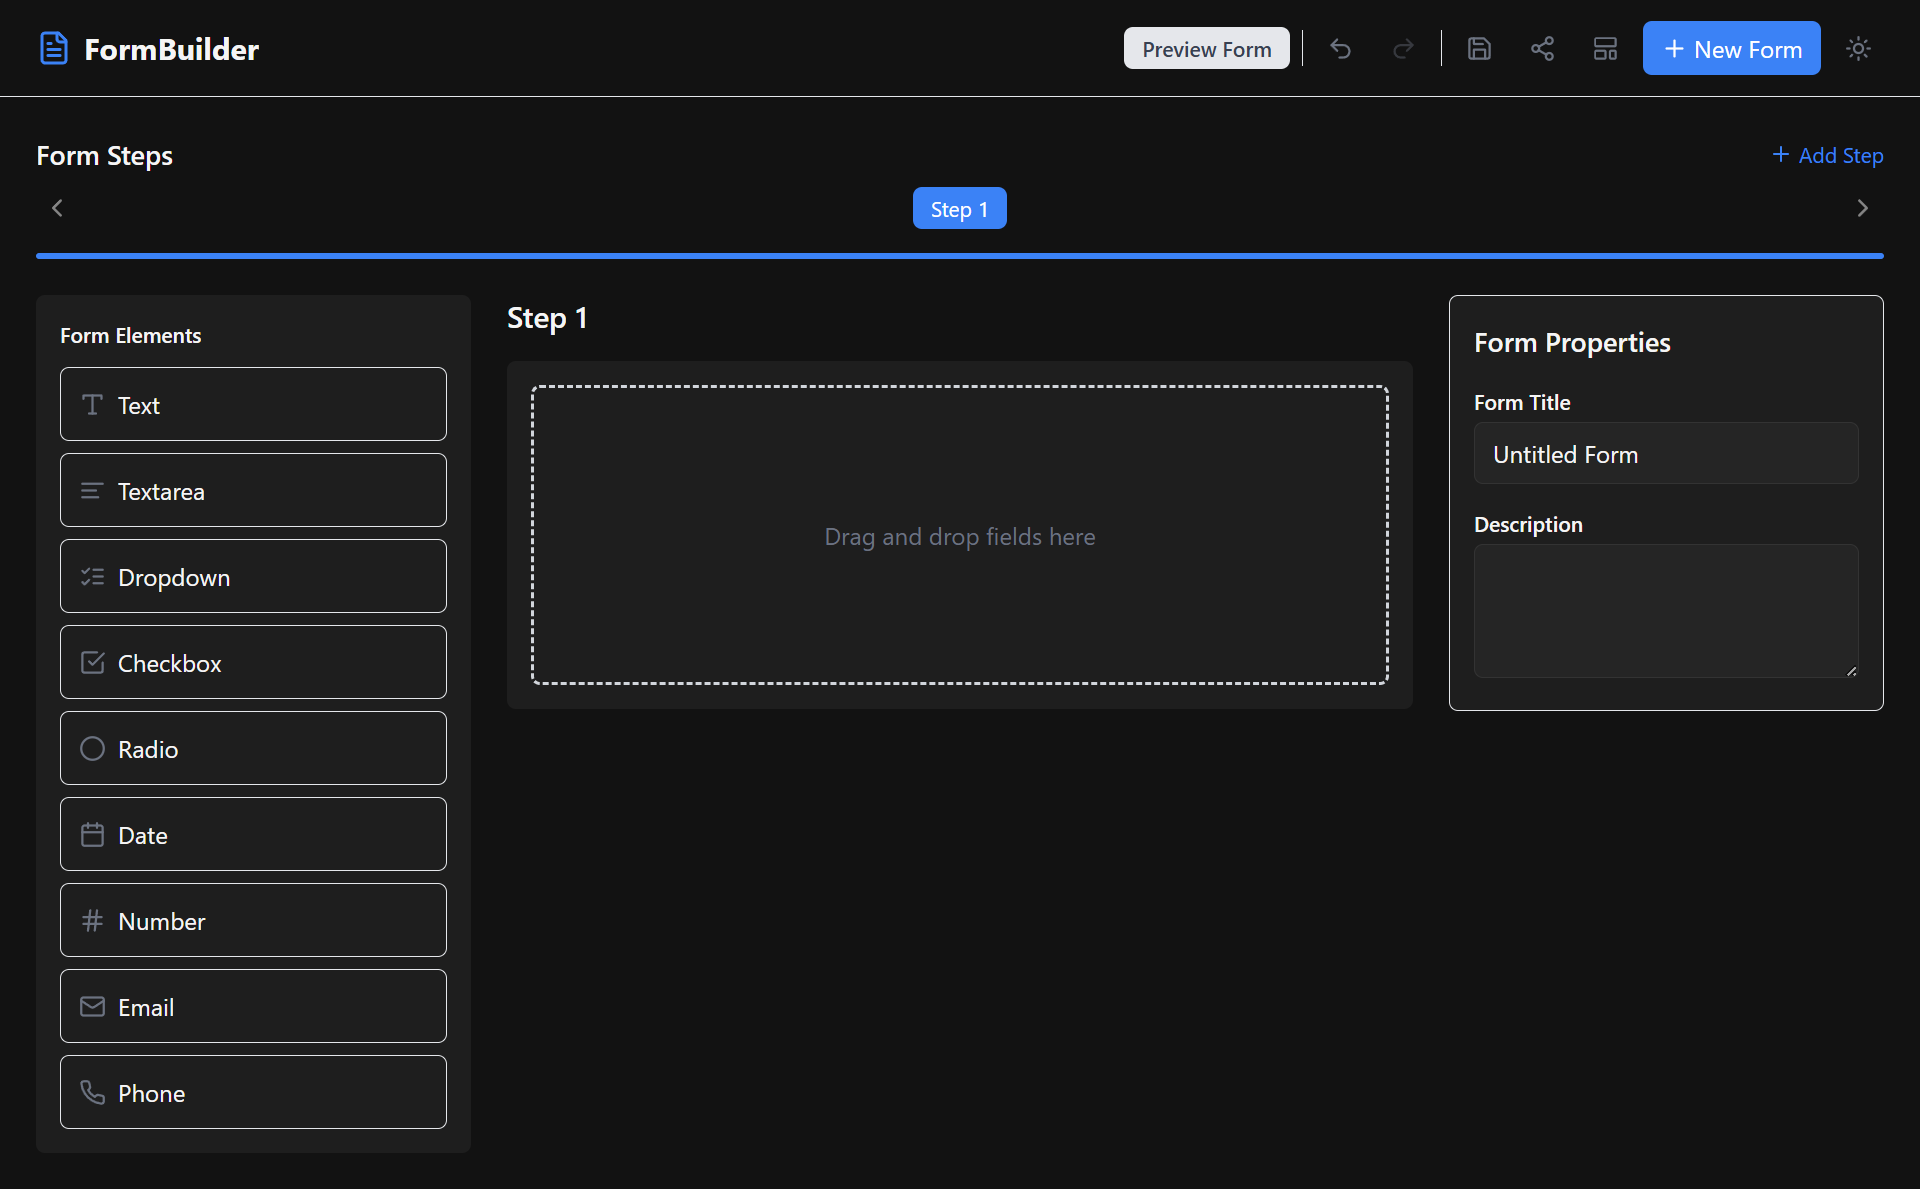 FormBuilder
Preview Form
New Form
Form Steps
Add Step
Step 1
Form Elements
Text
Textarea
Dropdown
Checkbox
Radio
Date
Number
Email
Phone
Step 1
Drag and drop fields here
Form Properties
Form Title
Untitled Form
Description